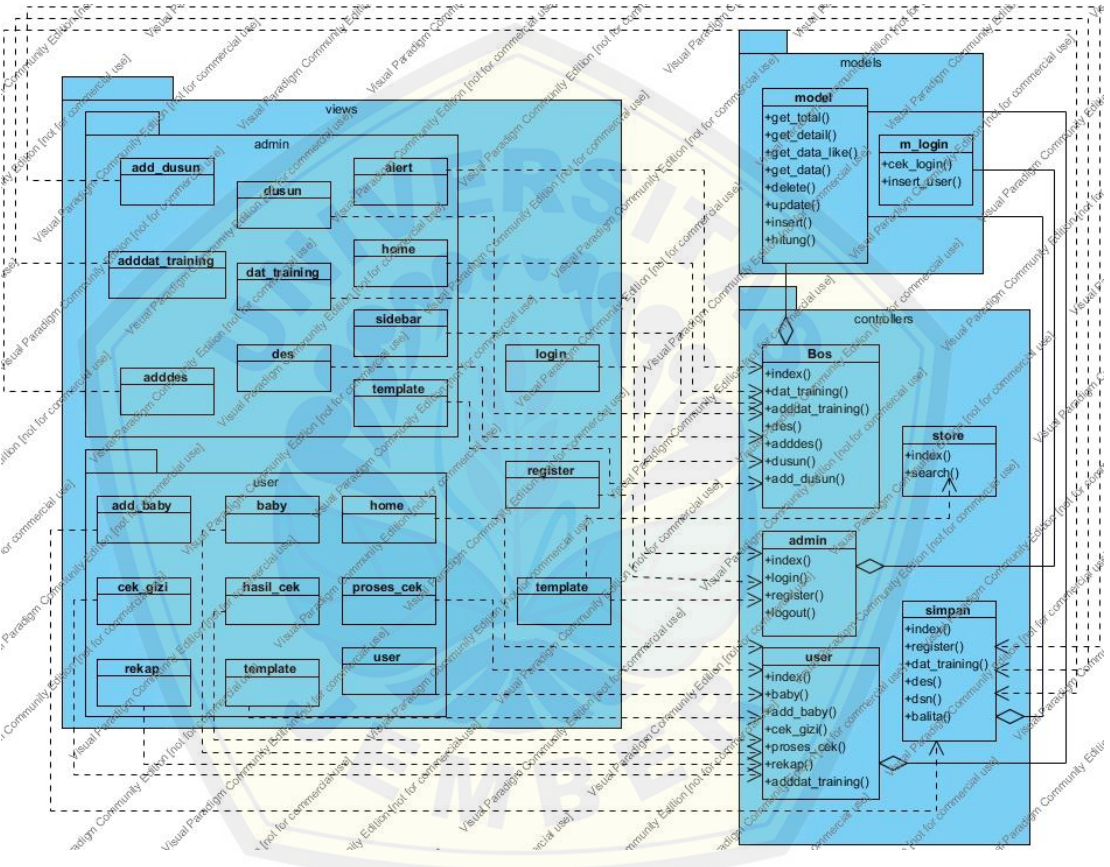 views
admin
add_dusun
dusun
alert
adddat_training
dat_training
home
sidebar
des
adddes
template
login
register
template
user
add_baby
baby
home
cek_gizi
hasil_cek
proses_cek
rekap
template
user
models
model
+get_total()
+get_detail()
+get_data_like()
+get_data()
+delete()
+update()
+insert()
+hitung()
m_login
+cek_login()
+insert_user()
controllers
Bos
+index()
+dat_training()
+adddat_training()
+des()
+adddes()
+dusun()
+add_dusun()
store
+index()
+search()
admin
+index()
+login()
+register()
+logout()
simpan
+index()
+register()
+dat_training()
+des()
+dsn()
+balita()
user
+index()
+baby()
+add_baby()
+cek_gizi()
+proses_cek()
+rekap()
+adddat_training()
UNIVERSITAS
JEMBER
Visual Paradigm Community Edition [not for commercial use]